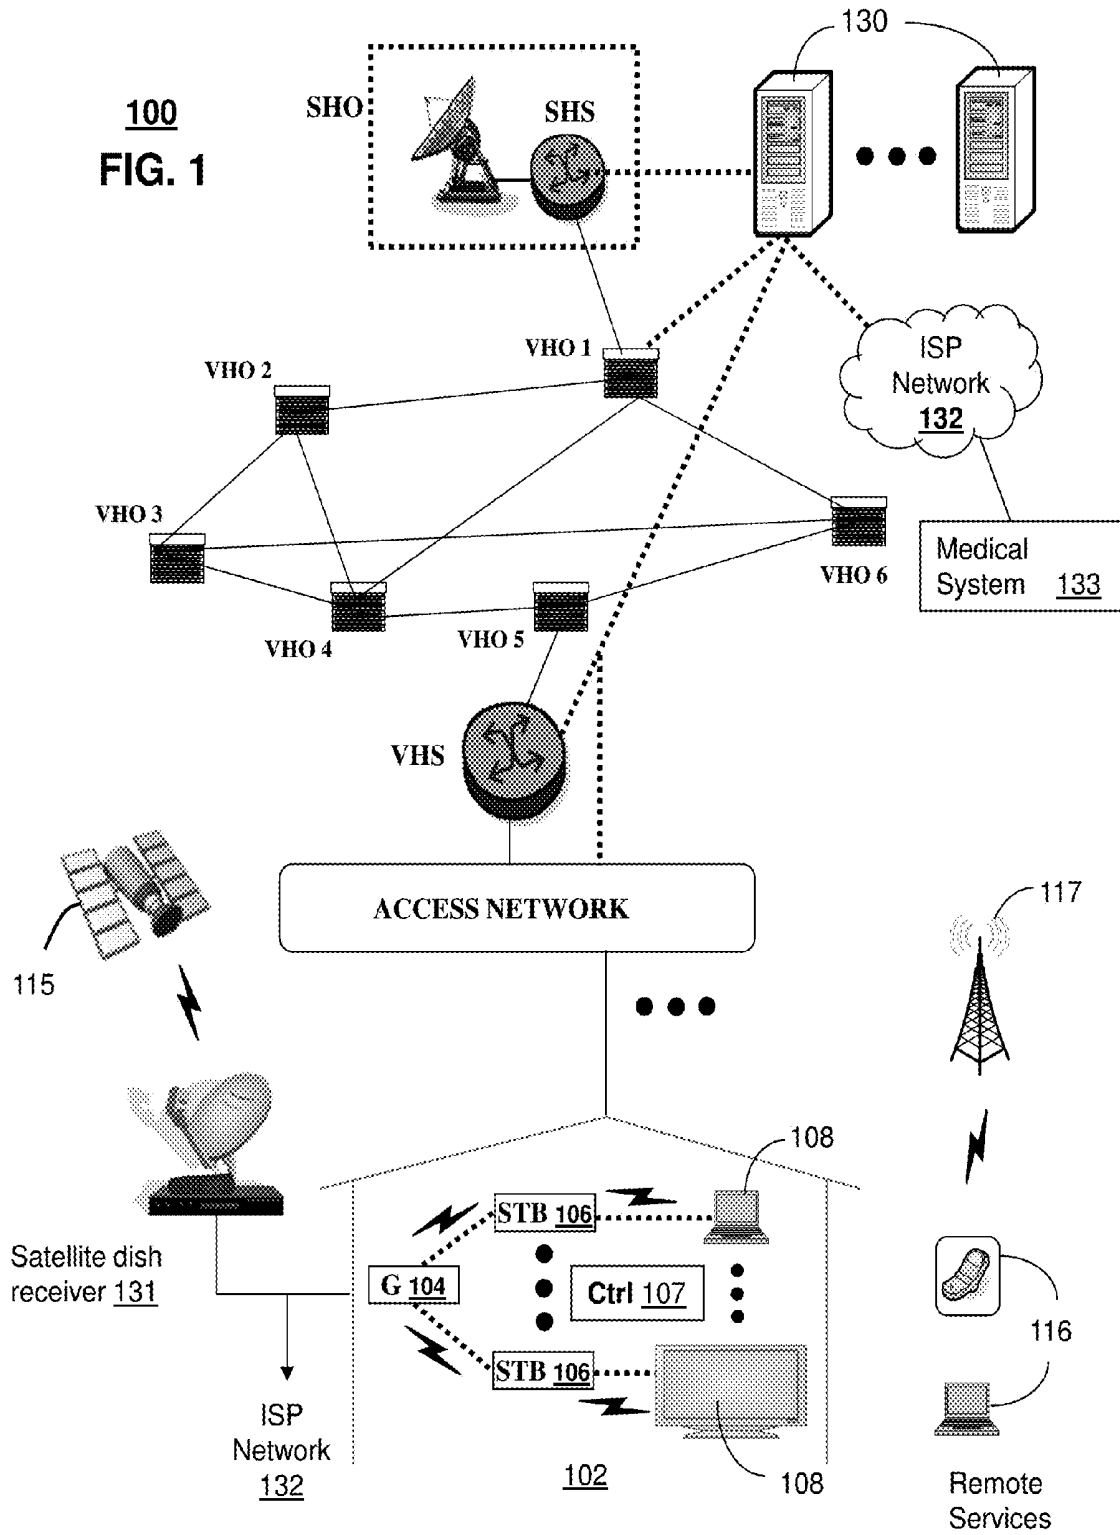 130
100
FIG. 1
SHO
SHS
VHO 1
VHO 2
ISP
Network
132
VHO 3
VHO 6
Medical
System 133
VHO 4
VHO 5
VHS
ACCESS NETWORK
115
117
108
STB 106
Satellite dish
receiver 131
G 104
Ctrl 107
116
STB 106
ISP
Network
132
102
108
Remote
Services